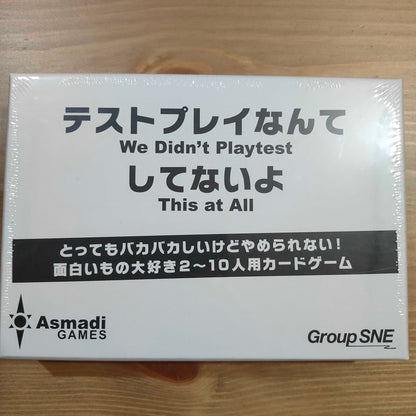 テストプレイなんて
We Didn't Playtest
してないよ
This at All
とってもバカバカしいけどやめられない！
面白いもの大好き2〜10人用カードゲーム
Asmadi
GAMES
Group SNE